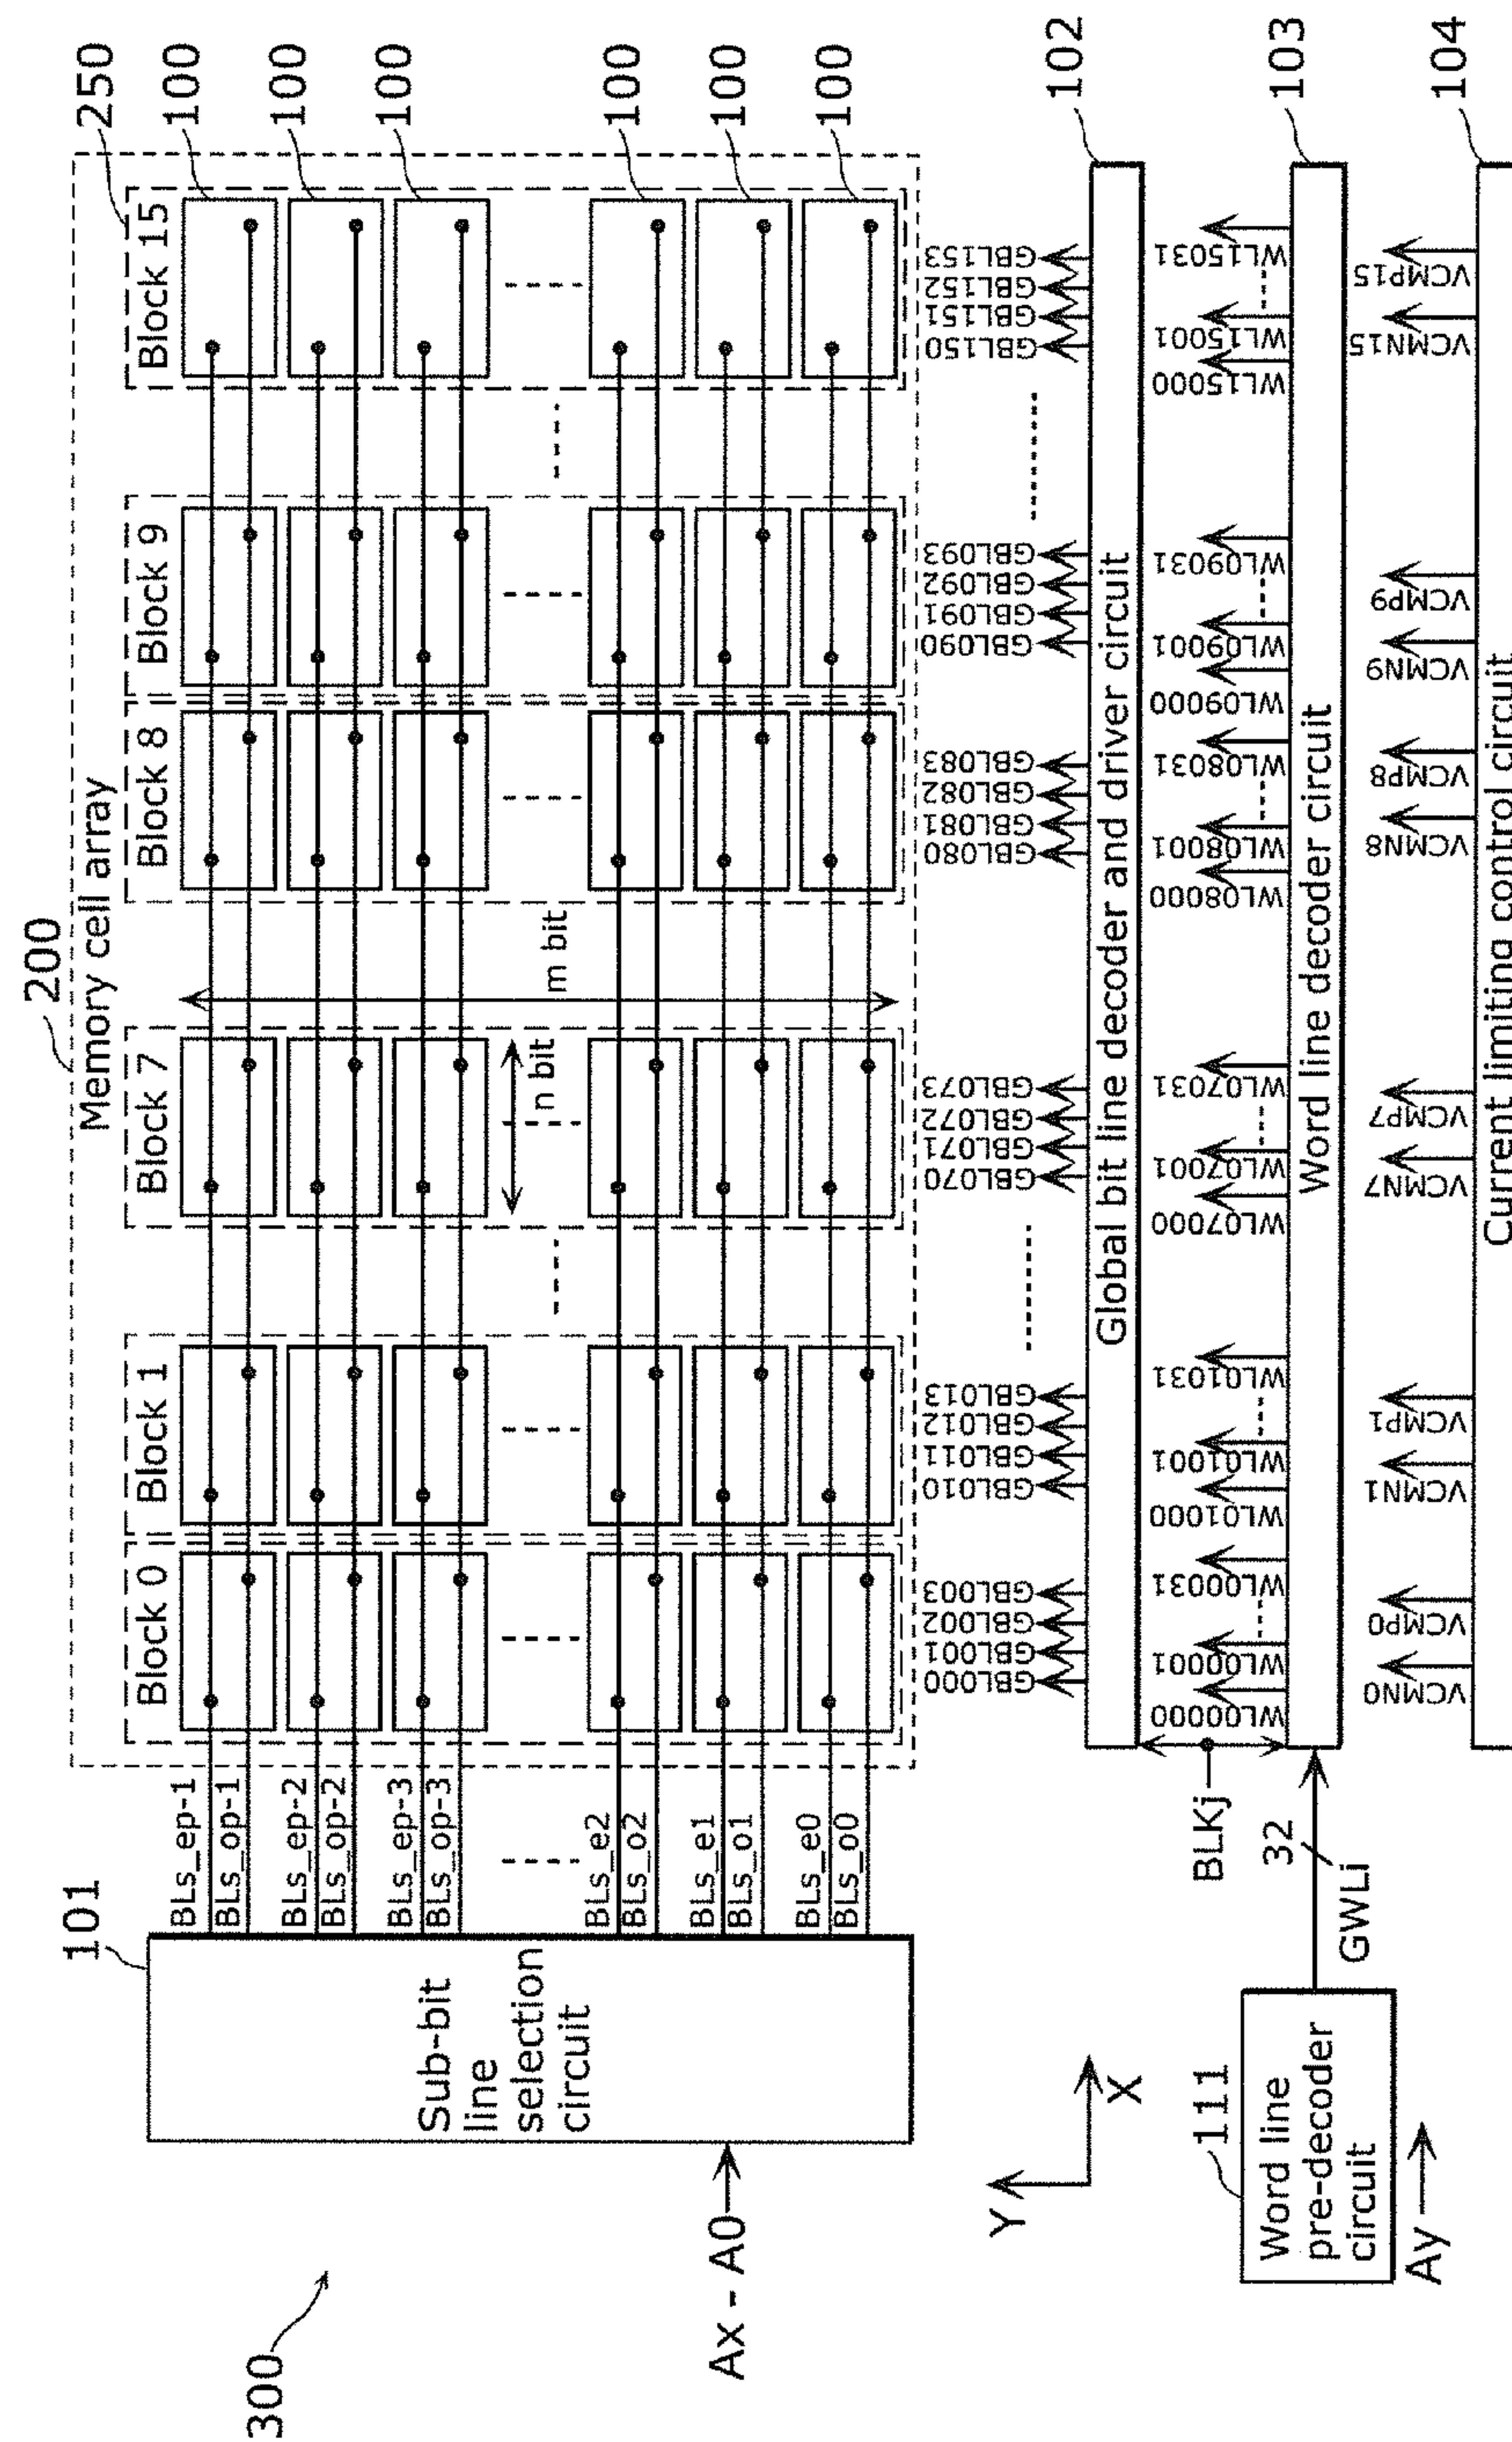 300
200
250
Memory cell array
Block 0
Block 1
Block 7
Block 8
Block 9
Block 15
100
100
100
100
100
100
n bit
m bit
101
Sub-bit
line
selection
circuit
BLs_ep-1
BLs_op-1
BLs_ep-2
BLs_op-2
BLs_ep-3
BLs_op-3
BLs_e2
BLs_o2
BLs_e1
BLs_o1
BLs_e0
BLs_o0
Ax - A0
GBL000
GBL001
GBL002
GBL003
GBL010
GBL011
GBL012
GBL013
GBL070
GBL071
GBL072
GBL073
GBL080
GBL081
GBL082
GBL083
GBL090
GBL091
GBL092
GBL093
GBL150
GBL151
GBL152
GBL153
Y
X
Global bit line decoder and driver circuit
102
BLKj
WL00000
WL00001
WL00031
WL01000
WL01001
WL01031
WL07000
WL07001
WL07031
WL08000
WL08001
WL08031
WL09000
WL09001
WL09031
WL15000
WL15001
WL15031
111
Word line
pre-decoder
circuit
32
GWLi
Word line decoder circuit
103
Ay
VCMN0
VCMP0
VCMN1
VCMP1
VCMN7
VCMP7
VCMN8
VCMP8
VCMN9
VCMP9
VCMN15
VCMP15
Current limiting control circuit
104